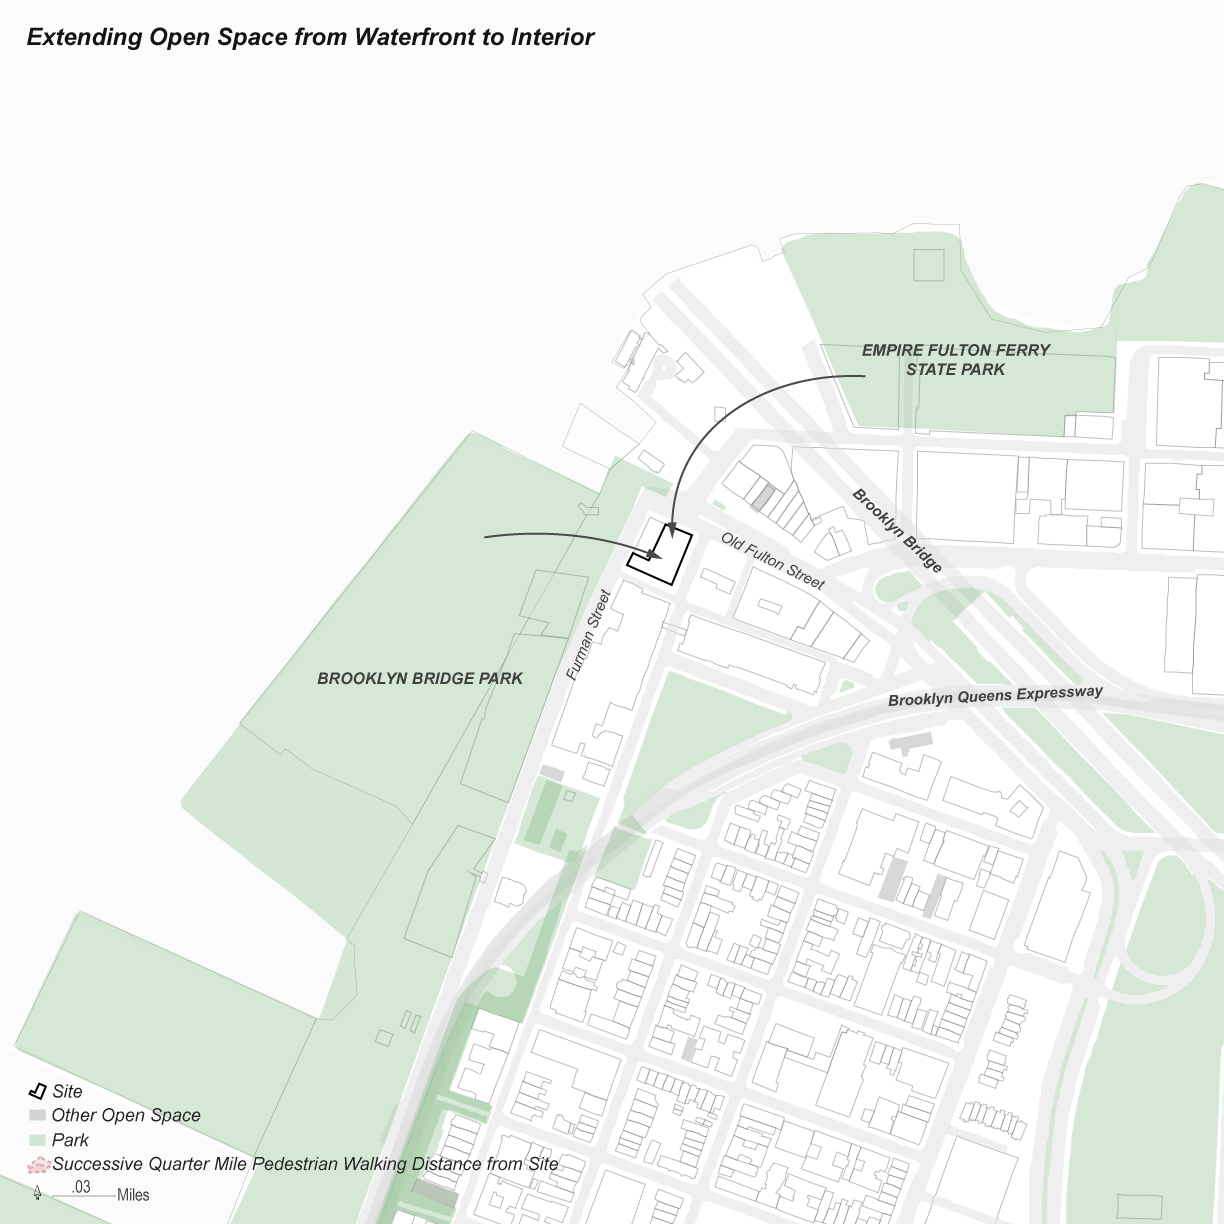 Extending Open Space from Waterfront to Interior
EMPIRE FULTON FERRY
STATE PARK
Brooklyn Bridge
Old Fulton Street
Furman Street
BROOKLYN BRIDGE PARK
Brooklyn Queens Expressway
Site
Other Open Space
Park
Successive Quarter Mile Pedestrian Walking Distance from Site
.03 Miles